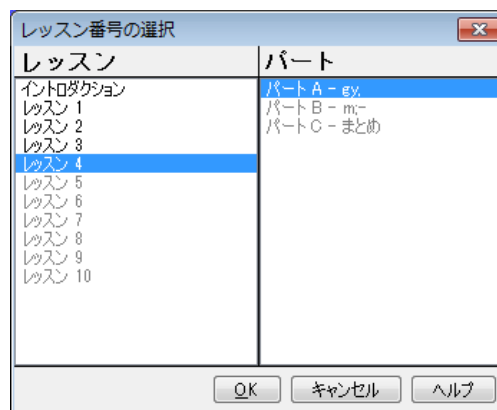 レッスン番号の選択
レッスン
イントロダクション
レッスン 1
レッスン 2
レッスン 3
レッスン 4
レッスン 5
レッスン 6
レッスン 7
レッスン 8
レッスン 9
レッスン 10
パート
パート A - gy,
パート B - m;-
パート C - まとめ
OK
キャンセル
ヘルプ